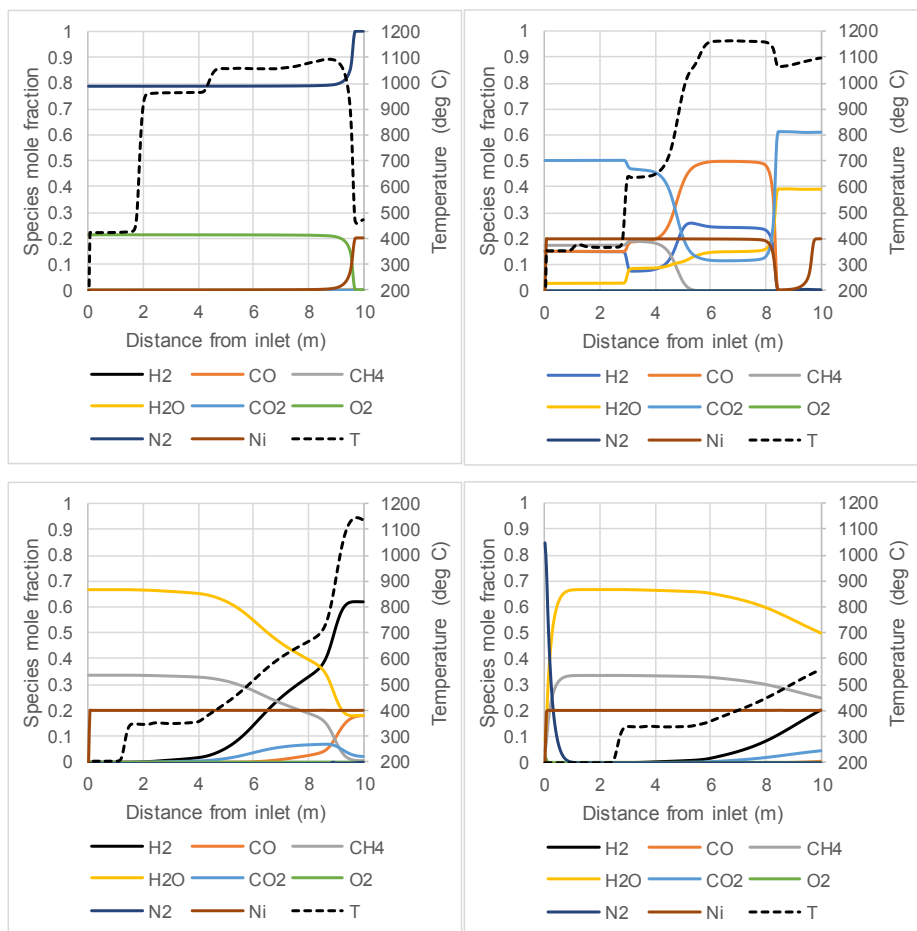 1 1200
0.9 1100
0.8 1000
0.7 900
0.6 800
0.5 700
0.4 600
0.3 500
0.2 400
0.1 300
0 200
Species mole fraction
Temperature (deg C)
0 2 4 6 8 10
Distance from inlet (m)
H2 CO CH4
H2O CO2 O2
N2 Ni T
1 1200
0.9 1100
0.8 1000
0.7 900
0.6 800
0.5 700
0.4 600
0.3 500
0.2 400
0.1 300
0 200
Species mole fraction
Temperature (deg C)
0 2 4 6 8 10
Distance from inlet (m)
H2 CO CH4
H2O CO2 O2
N2 Ni T
1 1200
0.9 1100
0.8 1000
0.7 900
0.6 800
0.5 700
0.4 600
0.3 500
0.2 400
0.1 300
0 200
Species mole fraction
Temperature (deg C)
0 2 4 6 8 10
Distance from inlet (m)
H2 CO CH4
H2O CO2 O2
N2 Ni T
1 1200
0.9 1100
0.8 1000
0.7 900
0.6 800
0.5 700
0.4 600
0.3 500
0.2 400
0.1 300
0 200
Species mole fraction
Temperature (deg C)
0 2 4 6 8 10
Distance from inlet (m)
H2 CO CH4
H2O CO2 O2
N2 Ni T